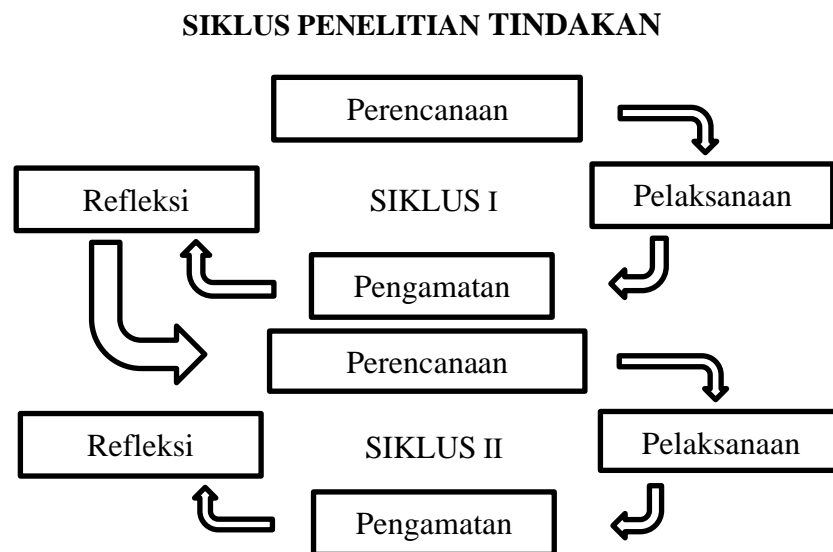 SIKLUS PENELITIAN TINDAKAN
Perencanaan
Refleksi
SIKLUS I
Pelaksanaan
Pengamatan
Perencanaan
Refleksi
SIKLUS II
Pelaksanaan
Pengamatan